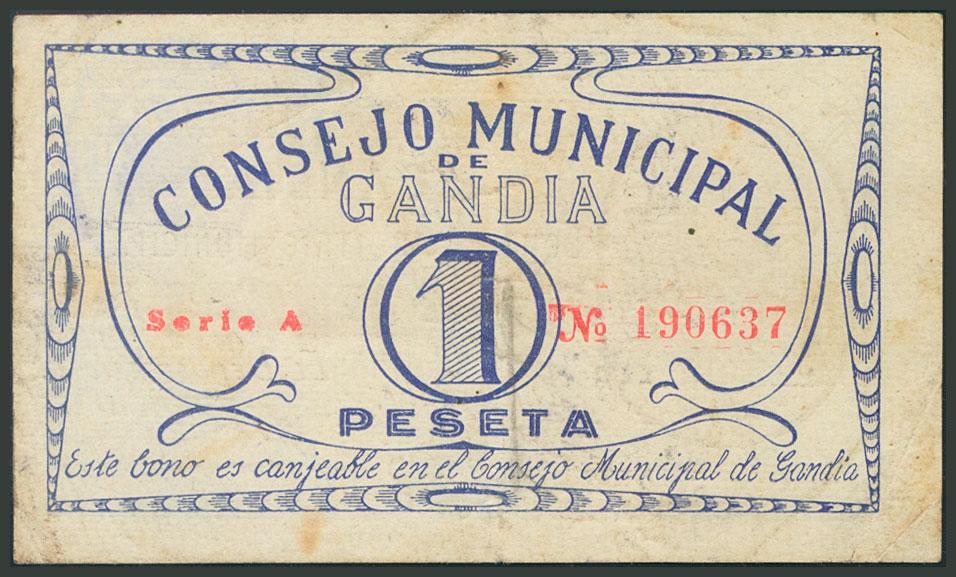 CONSEJO MUNICIPAL
DE
GANDIA
1
Serie A
No 190637
PESETA
Este bono es canjeable en el Consejo Municipal de Gandia